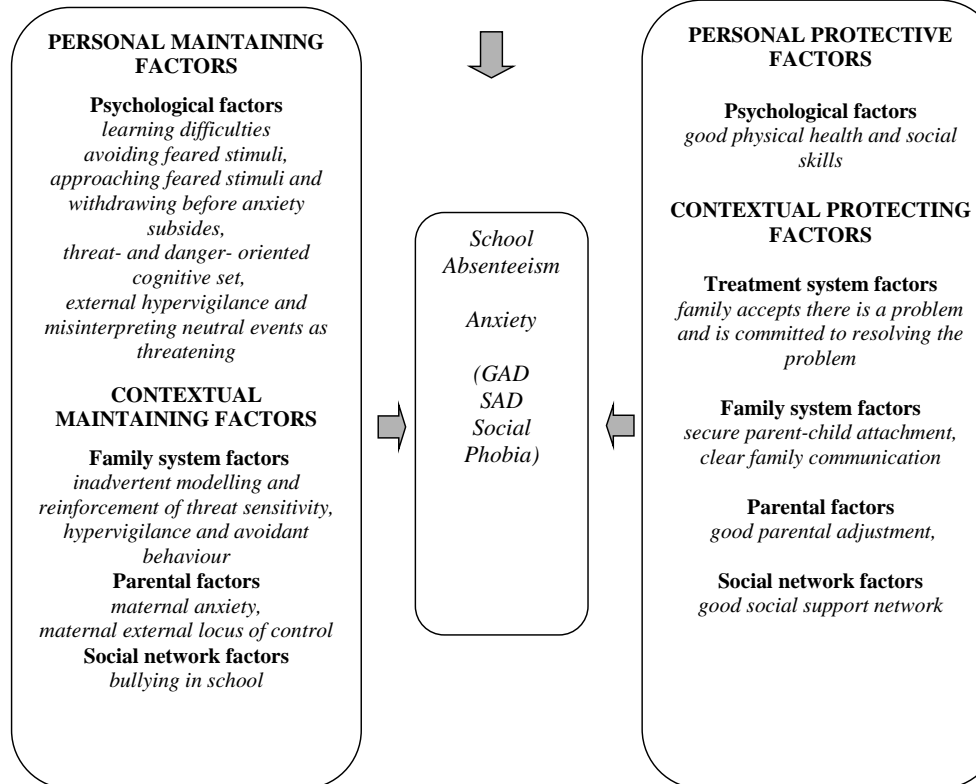 PERSONAL MAINTAINING
FACTORS
Psychological factors
learning difficulties
avoiding feared stimuli,
approaching feared stimuli and
withdrawing before anxiety
subsides,
threat- and danger- oriented
cognitive set,
external hypervigilance and
misinterpreting neutral events as
threatening
CONTEXTUAL
MAINTAINING FACTORS
Family system factors
inadvertent modelling and
reinforcement of threat sensitivity,
hypervigilance and avoidant
behaviour
Parental factors
maternal anxiety,
maternal external locus of control
Social network factors
bullying in school
School
Absenteeism
Anxiety
(GAD
SAD
Social
Phobia)
PERSONAL PROTECTIVE
FACTORS
Psychological factors
good physical health and social
skills
CONTEXTUAL PROTECTING
FACTORS
Treatment system factors
family accepts there is a problem
and is committed to resolving the
problem
Family system factors
secure parent-child attachment,
clear family communication
Parental factors
good parental adjustment,
Social network factors
good social support network